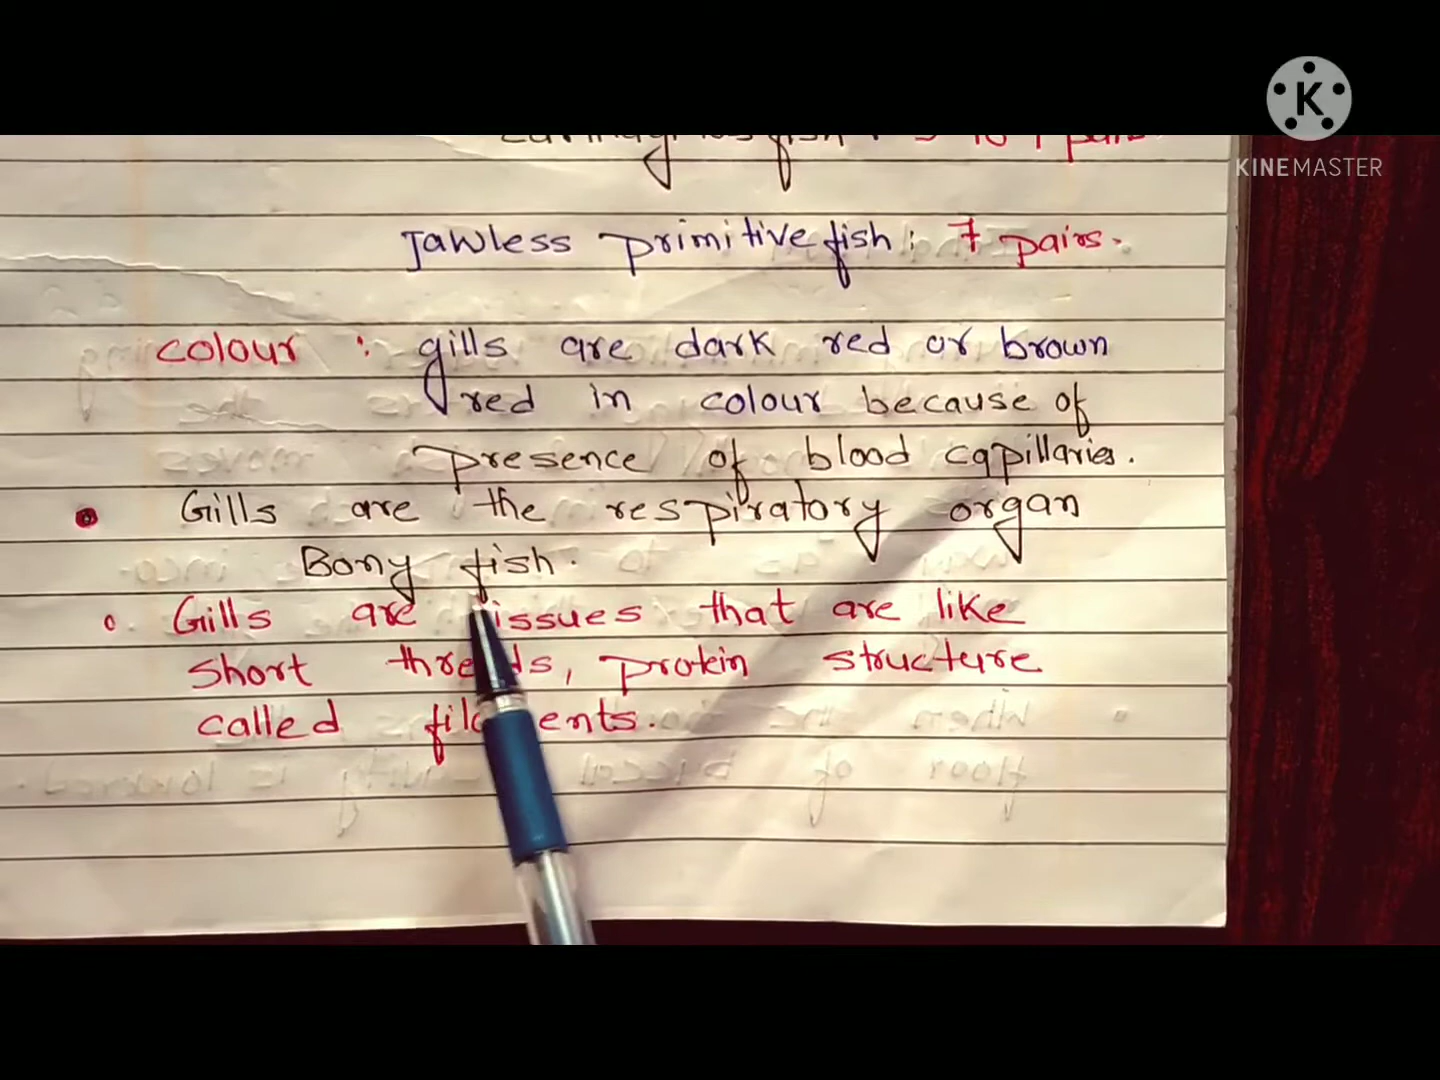 fish :
Jawless primitive fish : 7 pairs.
colour : gills are dark red or brown
red in colour because of
presence of blood capillaries.
Gills are the respiratory organ
Bony fish.
Gills are tissues that are like
short threds, protein structure
called filaments.
K
KINEMASTER